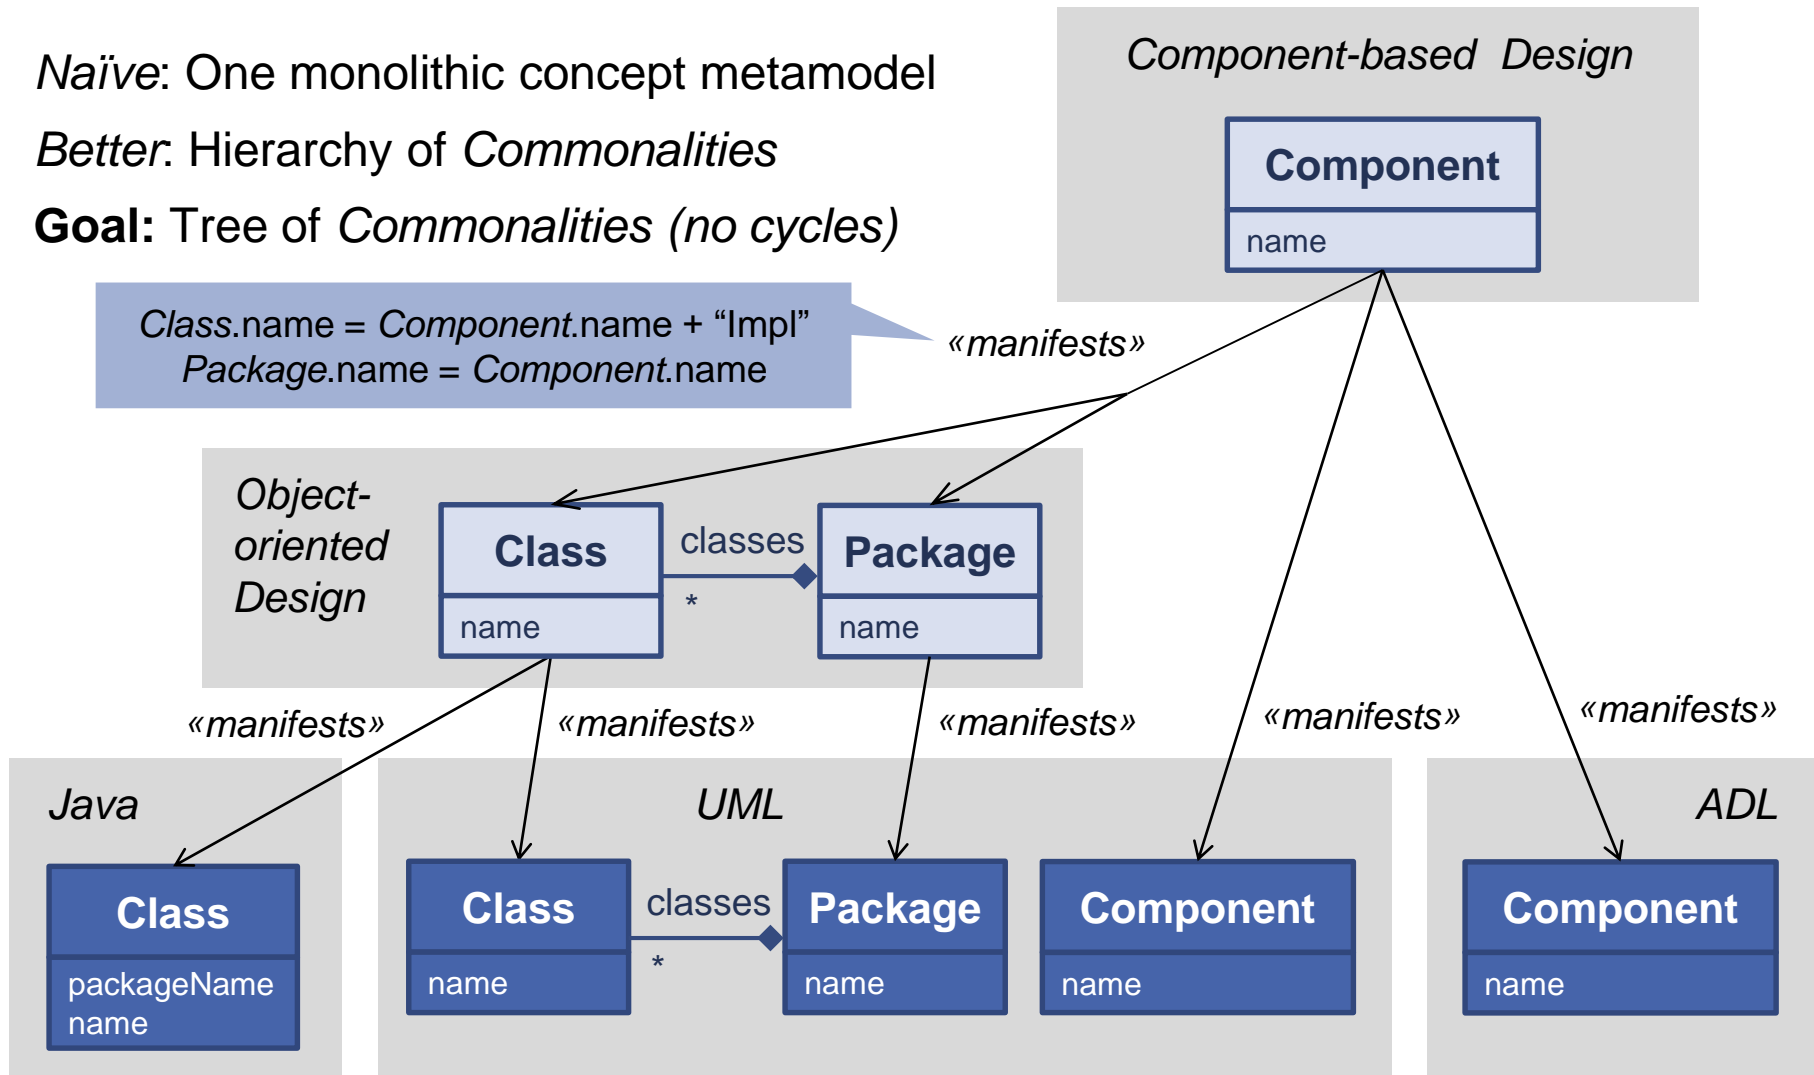 Naïve: One monolithic concept metamodel
Better: Hierarchy of Commonalities
Goal: Tree of Commonalities (no cycles)
Component-based Design
Component
name
Class.name = Component.name + “Impl”
Package.name = Component.name
«manifests»
Object-
oriented
Design
Class
name
classes
*
Package
name
«manifests»
«manifests»
«manifests»
«manifests»
«manifests»
Java
Class
packageName
name
UML
Class
name
classes
*
Package
name
Component
name
ADL
Component
name